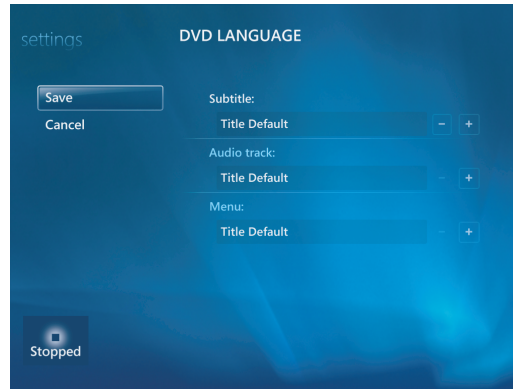 settings
DVD LANGUAGE
Save
Cancel
Subtitle:
Title Default
- +
Audio track:
Title Default
- +
Menu:
Title Default
- +
Stopped